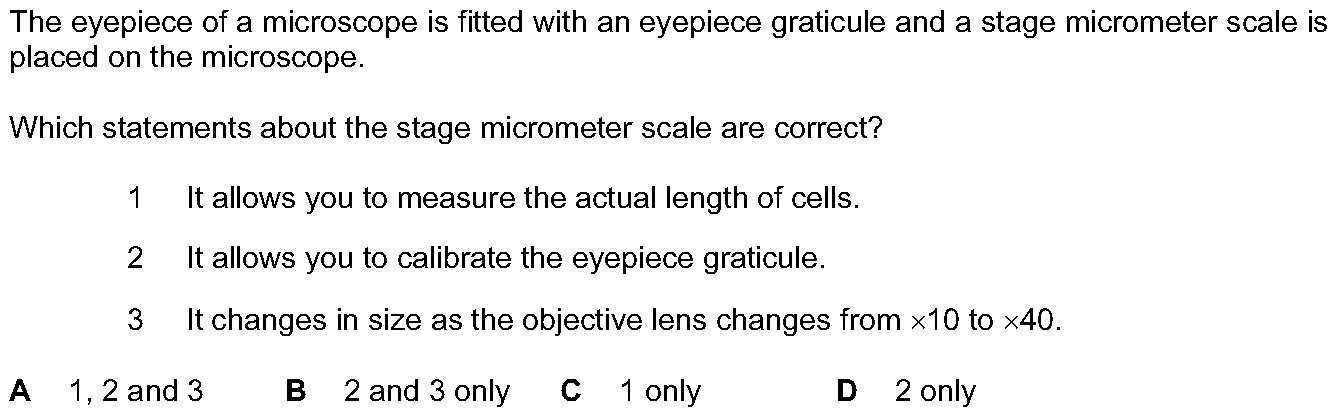 The eyepiece of a microscope is fitted with an eyepiece graticule and a stage micrometer scale is
placed on the microscope.
Which statements about the stage micrometer scale are correct?
1 It allows you to measure the actual length of cells.
2 It allows you to calibrate the eyepiece graticule.
3 It changes in size as the objective lens changes from ×10 to ×40.
A 1, 2 and 3 B 2 and 3 only C 1 only D 2 only